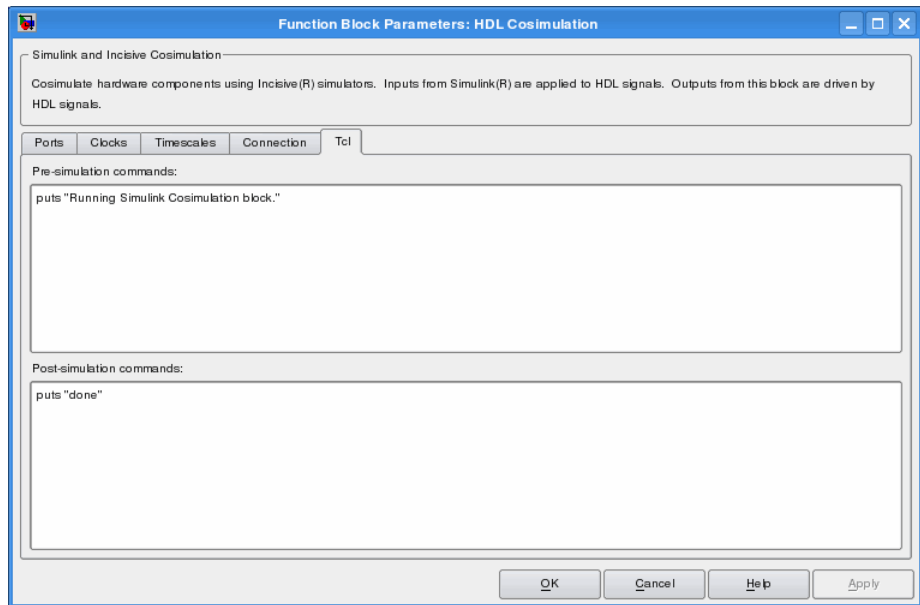 Function Block Parameters: HDL Cosimulation
Simulink and Incisive Cosimulation
Cosimulate hardware components using Incisive(R) simulators. Inputs from Simulink(R) are applied to HDL signals. Outputs from this block are driven by
HDL signals.
Ports Clocks Timescales Connection Tcl
Pre-simulation commands:
puts "Running Simulink Cosimulation block."
Post-simulation commands:
puts "done"
OK Cancel Help Apply